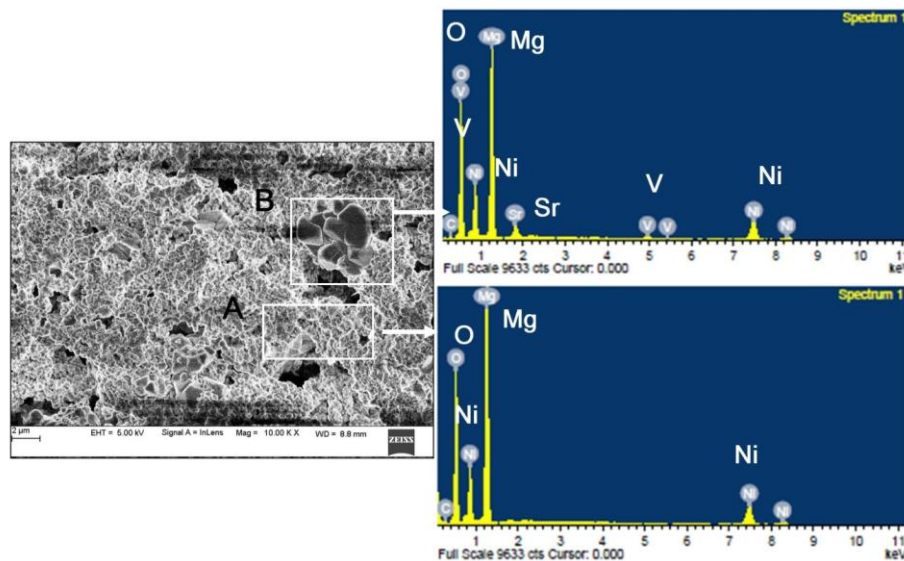 B
A
2 µm
EHT = 5.00 kV Signal A = InLens Mag = 10.00 K X WD = 8.8 mm
ZEISS
Spectrum 1
O
Mg
Mg
O
V
V
Ni
Ni
Sr
Sr
V
Ni
C
V
V
Ni
Ni
1 2 3 4 5 6 7 8 9 10 11
Full Scale 9633 cts Cursor: 0.000
keV
Spectrum 1
Mg
Mg
O
O
Ni
Ni
Ni
C
Ni
Ni
1 2 3 4 5 6 7 8 9 10 11
Full Scale 9633 cts Cursor: 0.000
keV